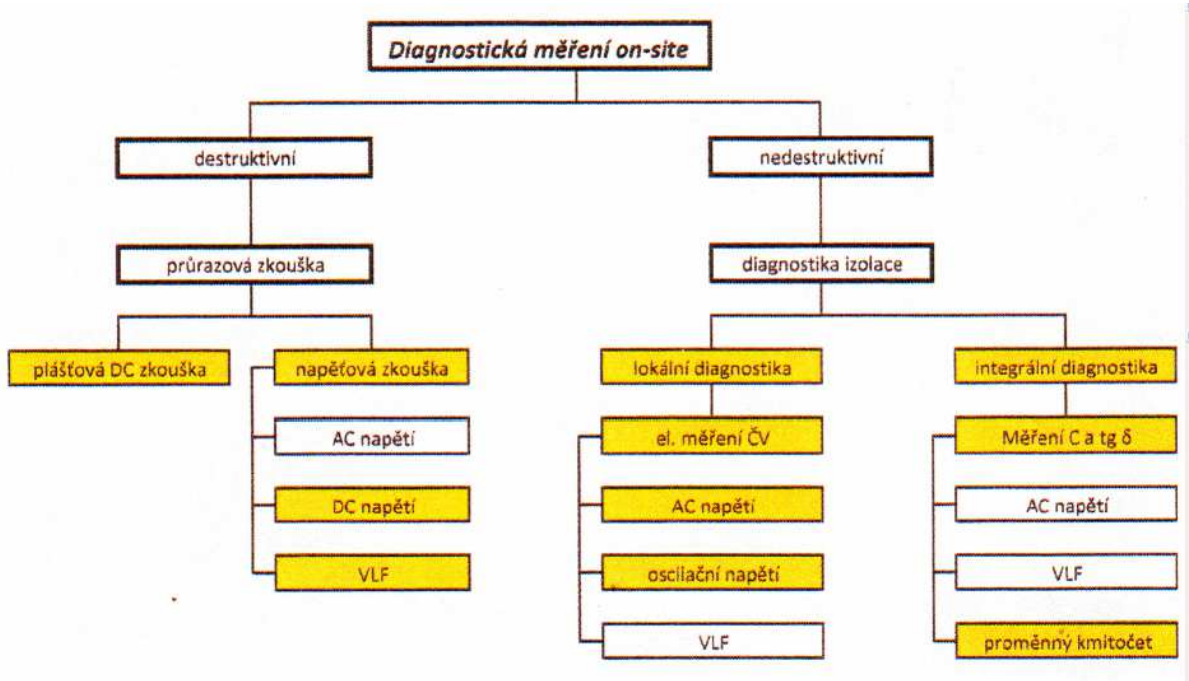 Diagnostická měření on-site
destruktivní
nedestruktivní
průrazová zkouška
diagnostika izolace
plášťová DC zkouška
napěťová zkouška
lokální diagnostika
integrální diagnostika
AC napětí
el. měření ČV
Měření C a tg δ
DC napětí
AC napětí
AC napětí
VLF
oscilační napětí
VLF
VLF
proměnný kmitočet